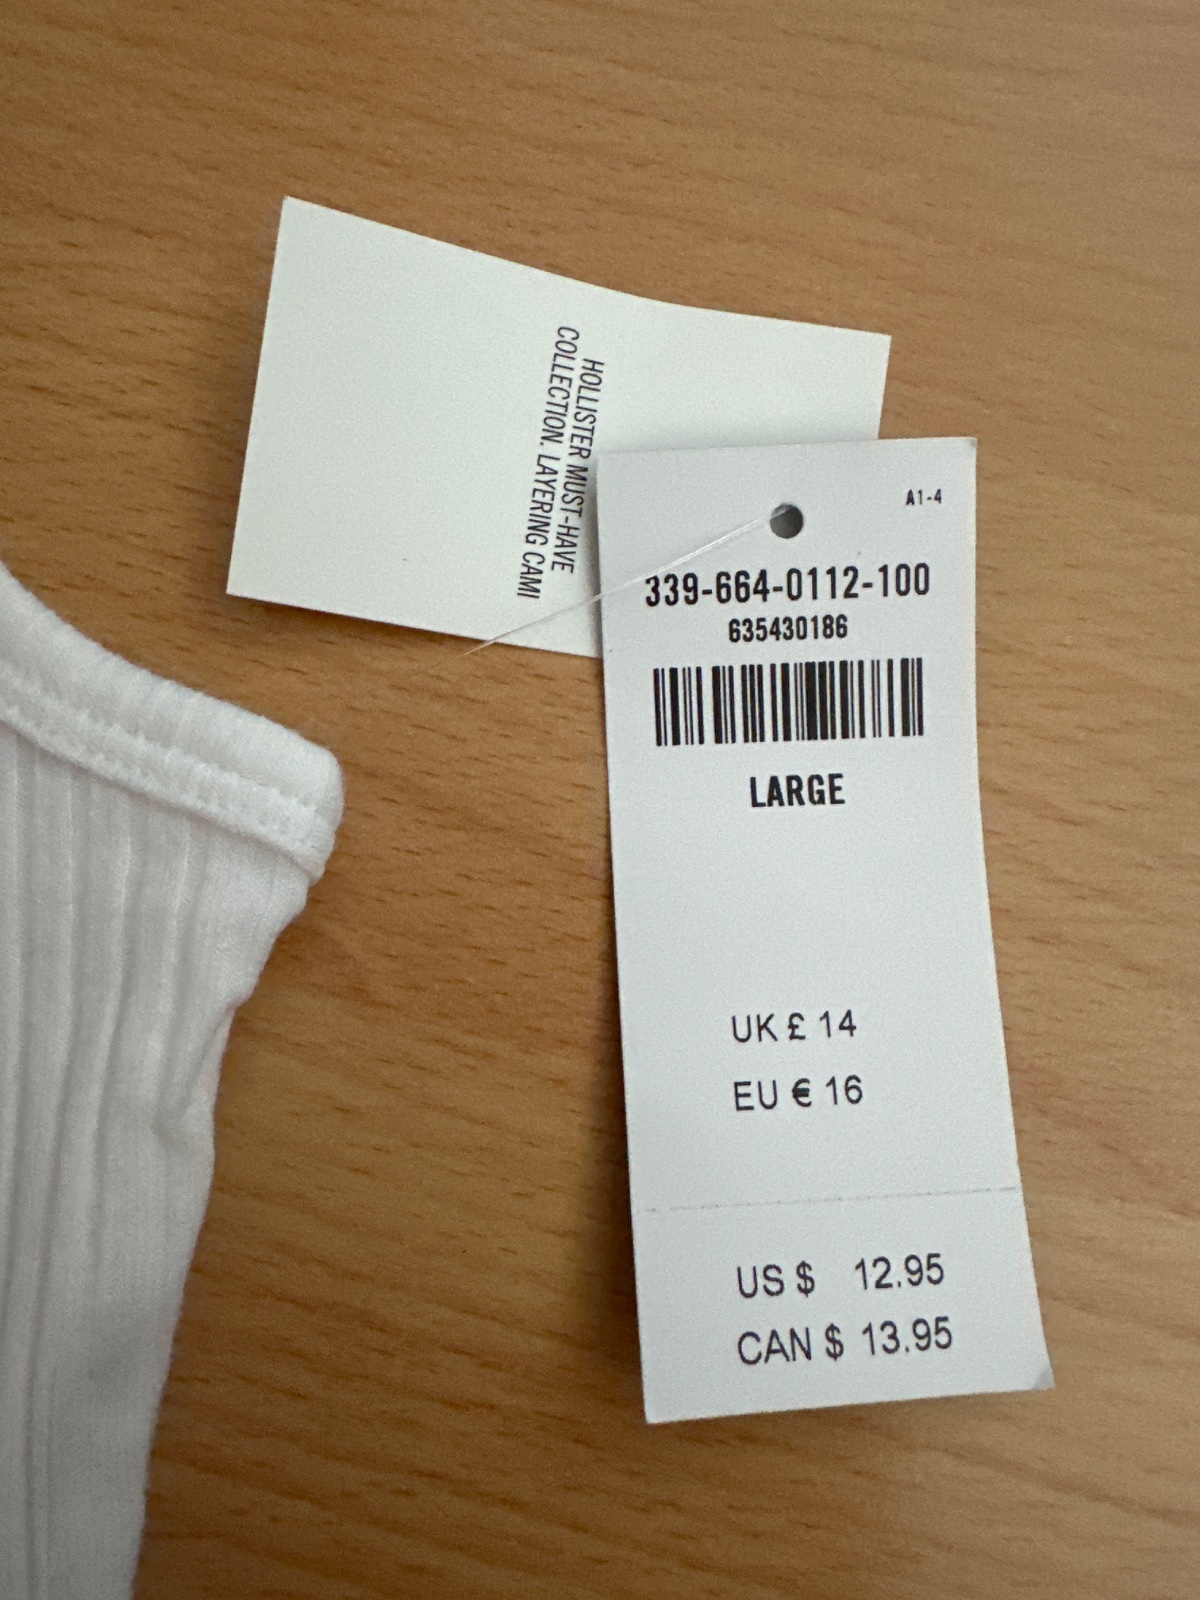 HOLLISTER MUST-HAVE
COLLECTION. LAYERING CAMI
A1-4
339-664-0112-100
635430186
LARGE
UK £ 14
EU € 16
US $ 12.95
CAN $ 13.95